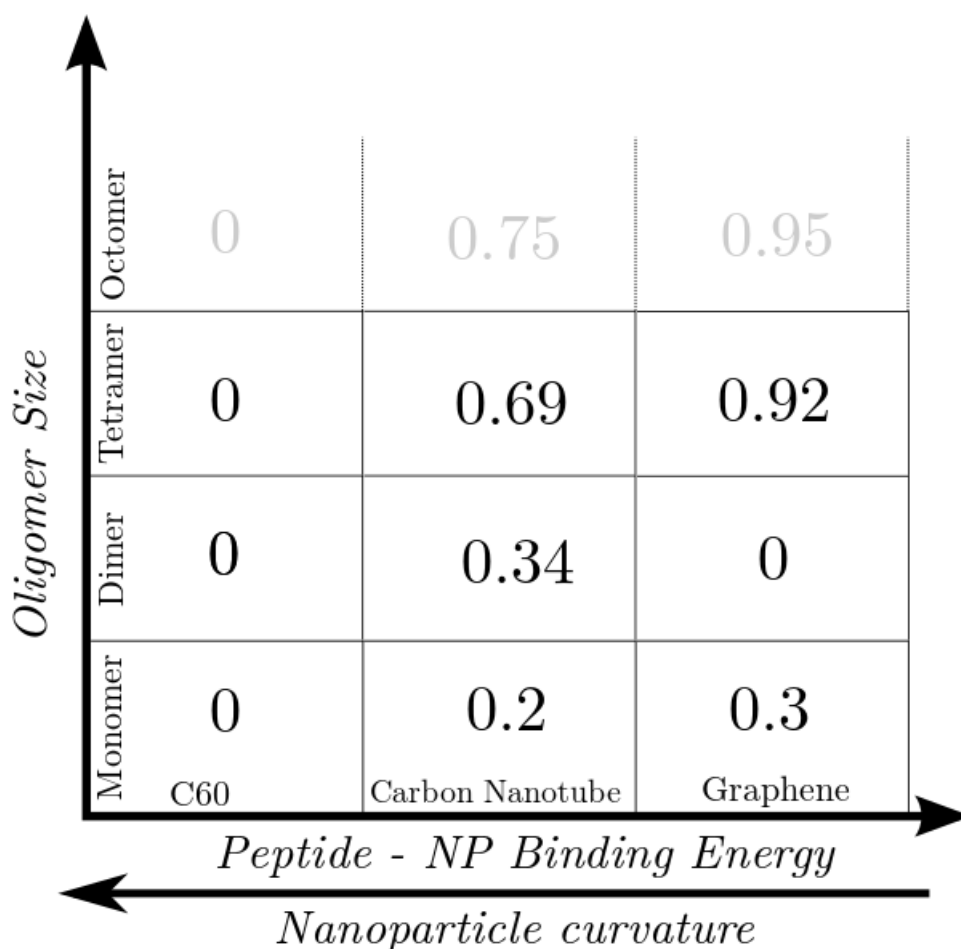 Oligomer Size
Octomer
0
0.75
0.95
Tetramer
0
0.69
0.92
Dimer
0
0.34
0
Monomer
0
0.2
0.3
C60
Carbon Nanotube
Graphene
Peptide - NP Binding Energy
Nanoparticle curvature